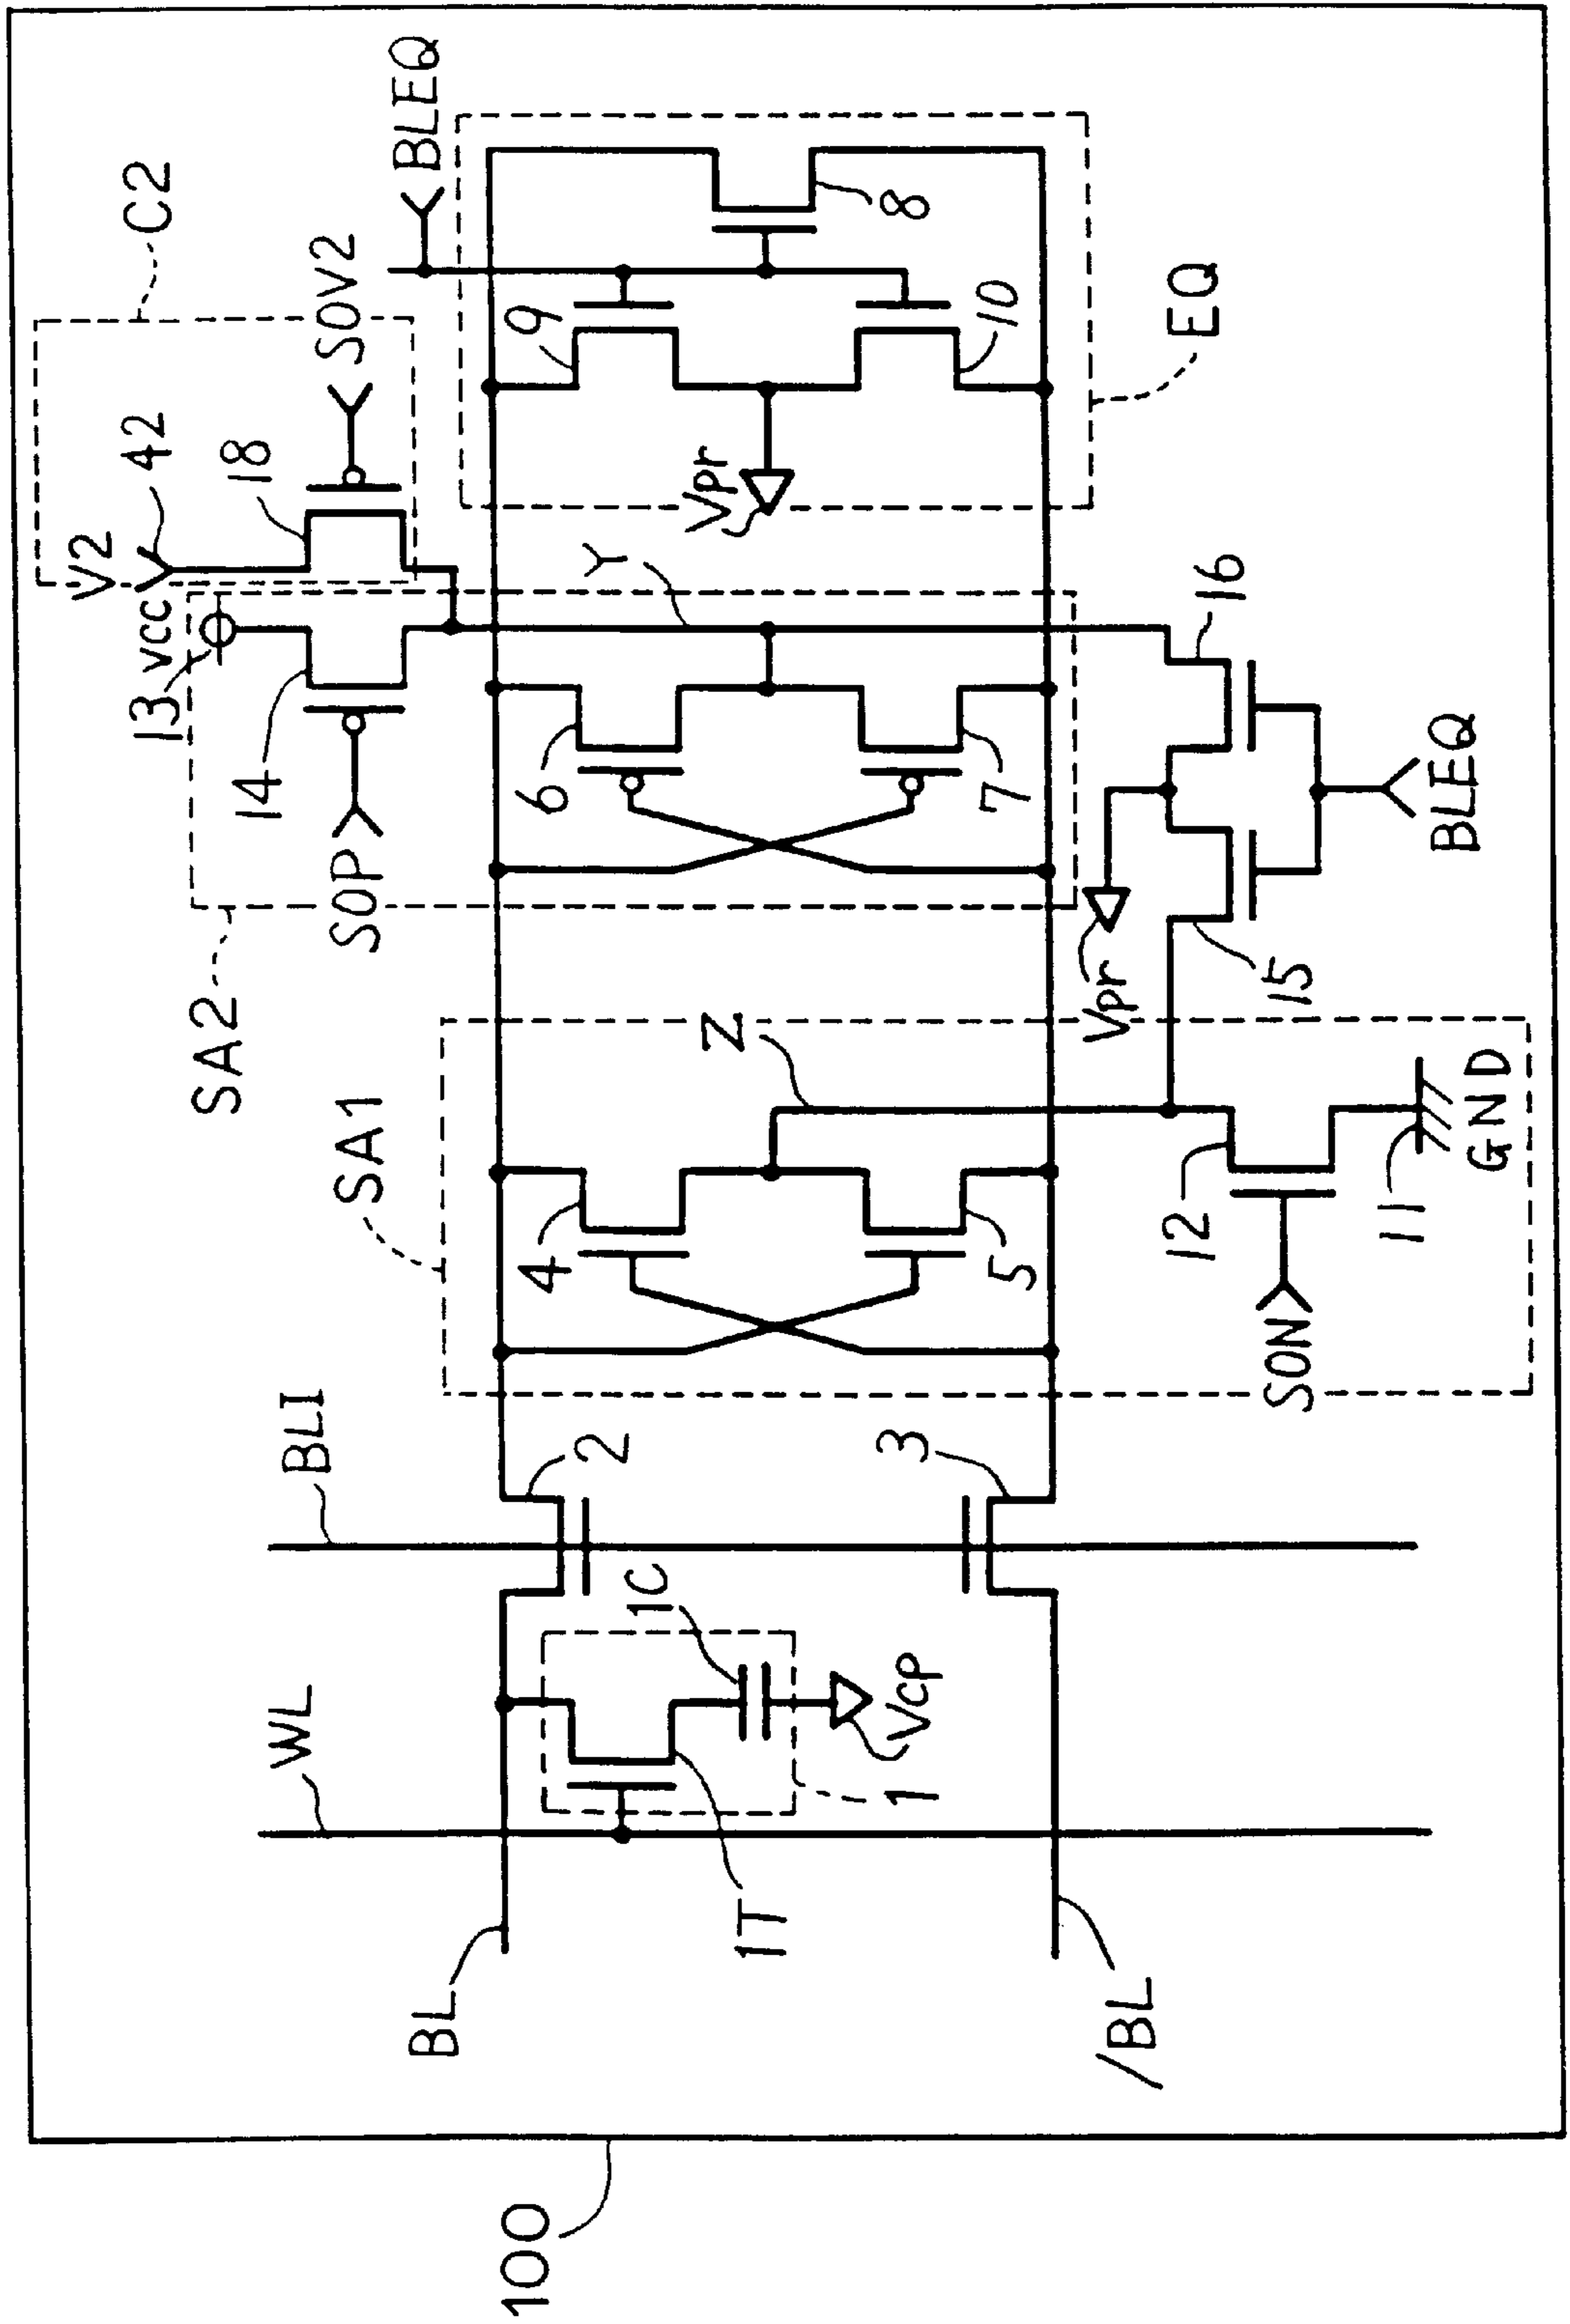 V2
42
C2
13
VCC
SA2
14
18
WL
BLI
SOV2
SOP
SA1
BLEQ
BL
100
9
6
4
2
Y
1C
Vpr
Z
1T
8
Vcp
1
3
5
7
10
Vpr
/BL
12
EQ
16
15
SON
11
BLEQ
GND